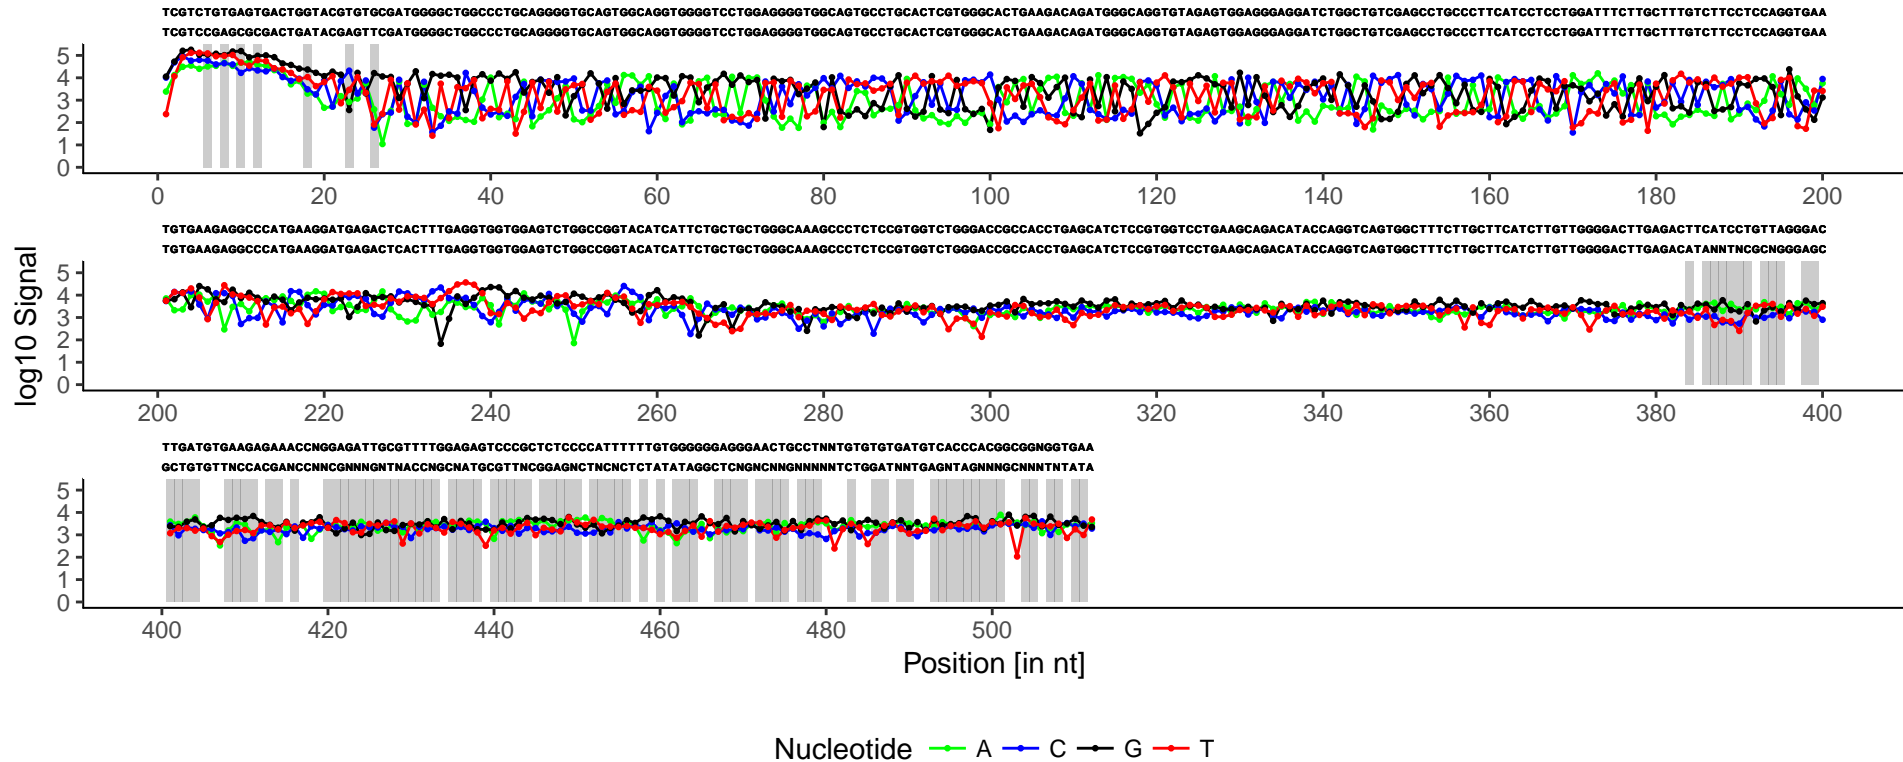 TCGTCTGTGAGTGACTGGTACGTGTGCGATGGGGCTGGCCCTGCAGGGGTGCAGTGGCAGGTGGGGTCCTGGAGGGGTGGCAGTGCCTGCACTCGTGGGCACTGAAGACAGATGGGCAGGTGTAGAGTGGAGGGAGGATCTGGCTGTCGAGCCTGCCCTTCATCCTCCTGGATTTCTTGCTTTGTCTTCCTCCAGGTGAA
TCGTCCGAGCGCGACTGATACGAGTTCGATGGGGCTGGCCCTGCAGGGGTGCAGTGGCAGGTGGGGTCCTGGAGGGGTGGCAGTGCCTGCACTCGTGGGCACTGAAGACAGATGGGCAGGTGTAGAGTGGAGGGAGGATCTGGCTGTCGAGCCTGCCCTTCATCCTCCTGGATTTCTTGCTTTGTCTTCCTCCAGGTGAA
5
4
3
2
1
0
0 20 40 60 80 100 120 140 160 180 200
TGTGAAGAGGCCCATGAAGGATGAGACTCACTTTGAGGTGGTGGAGTCTGGCCGGTACATCATTCTGCTGCTGGGCAAAGCCCTCTCCGTGGTCTGGGACCGCCACCTGAGCATCTCCGTGGTCCTGAAGCAGACATACCAGGTCAGTGGCTTTCTTGCTTCATCTTGTTGGGGACTTGAGACTTCATCCTGTTAGGGAC
TGTGAAGAGGCCCATGAAGGATGAGACTCACTTTGAGGTGGTGGAGTCTGGCCGGTACATCATTCTGCTGCTGGGCAAAGCCCTCTCCGTGGTCTGGGACCGCCACCTGAGCATCTCCGTGGTCCTGAAGCAGACATACCAGGTCAGTGGCTTTCTTGCTTCATCTTGTTGGGGACTTGAGACATANNTNCGCNGGGAGC
log10 Signal
5
4
3
2
1
0
200 220 240 260 280 300 320 340 360 380 400
TTGATGTGAAGAGAAACCNGGAGATTGCGTTTTGGAGAGTCCCGCTCTCCCCATTTTTTGTGGGGGGAGGGAACTGCCTNNTGTGTGTGATGTCACCCACGGCGGNGGTGAA
GCTGTGTTNCCACGANCCNNCGNNNGNTNACCNGCNATGCGTTNCGGAGNCTNCNCTCTATATAGGCTCNGNCNNGNNNNNTCTGGATNNTGAGNTAGNNNGCNNNTNTATA
5
4
3
2
1
0
400 420 440 460 480 500
Position [in nt]
Nucleotide A C G T